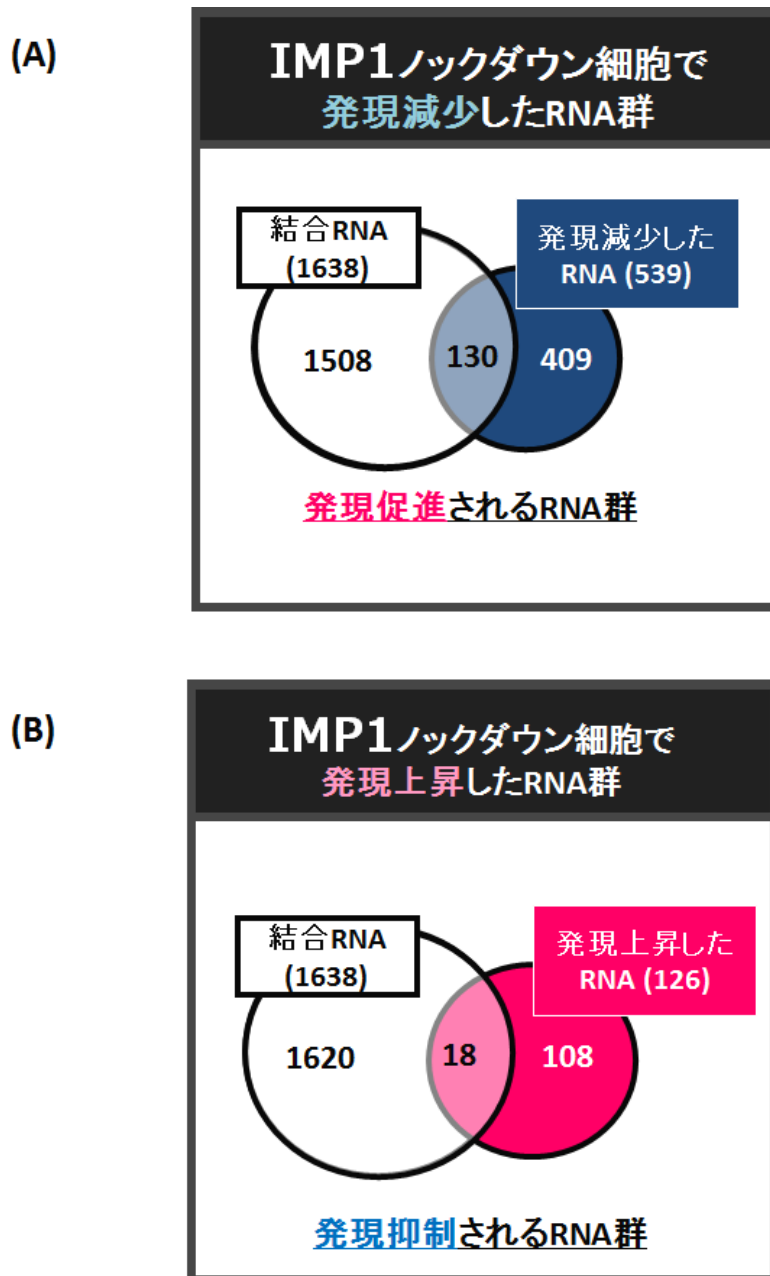 (A)
IMP1ノックダウン細胞で
発現減少したRNA群
結合RNA
(1638)
発現減少した
RNA (539)
1508
130
409
発現促進されるRNA群
(B)
IMP1ノックダウン細胞で
発現上昇したRNA群
結合RNA
(1638)
発現上昇した
RNA (126)
1620
18
108
発現抑制されるRNA群